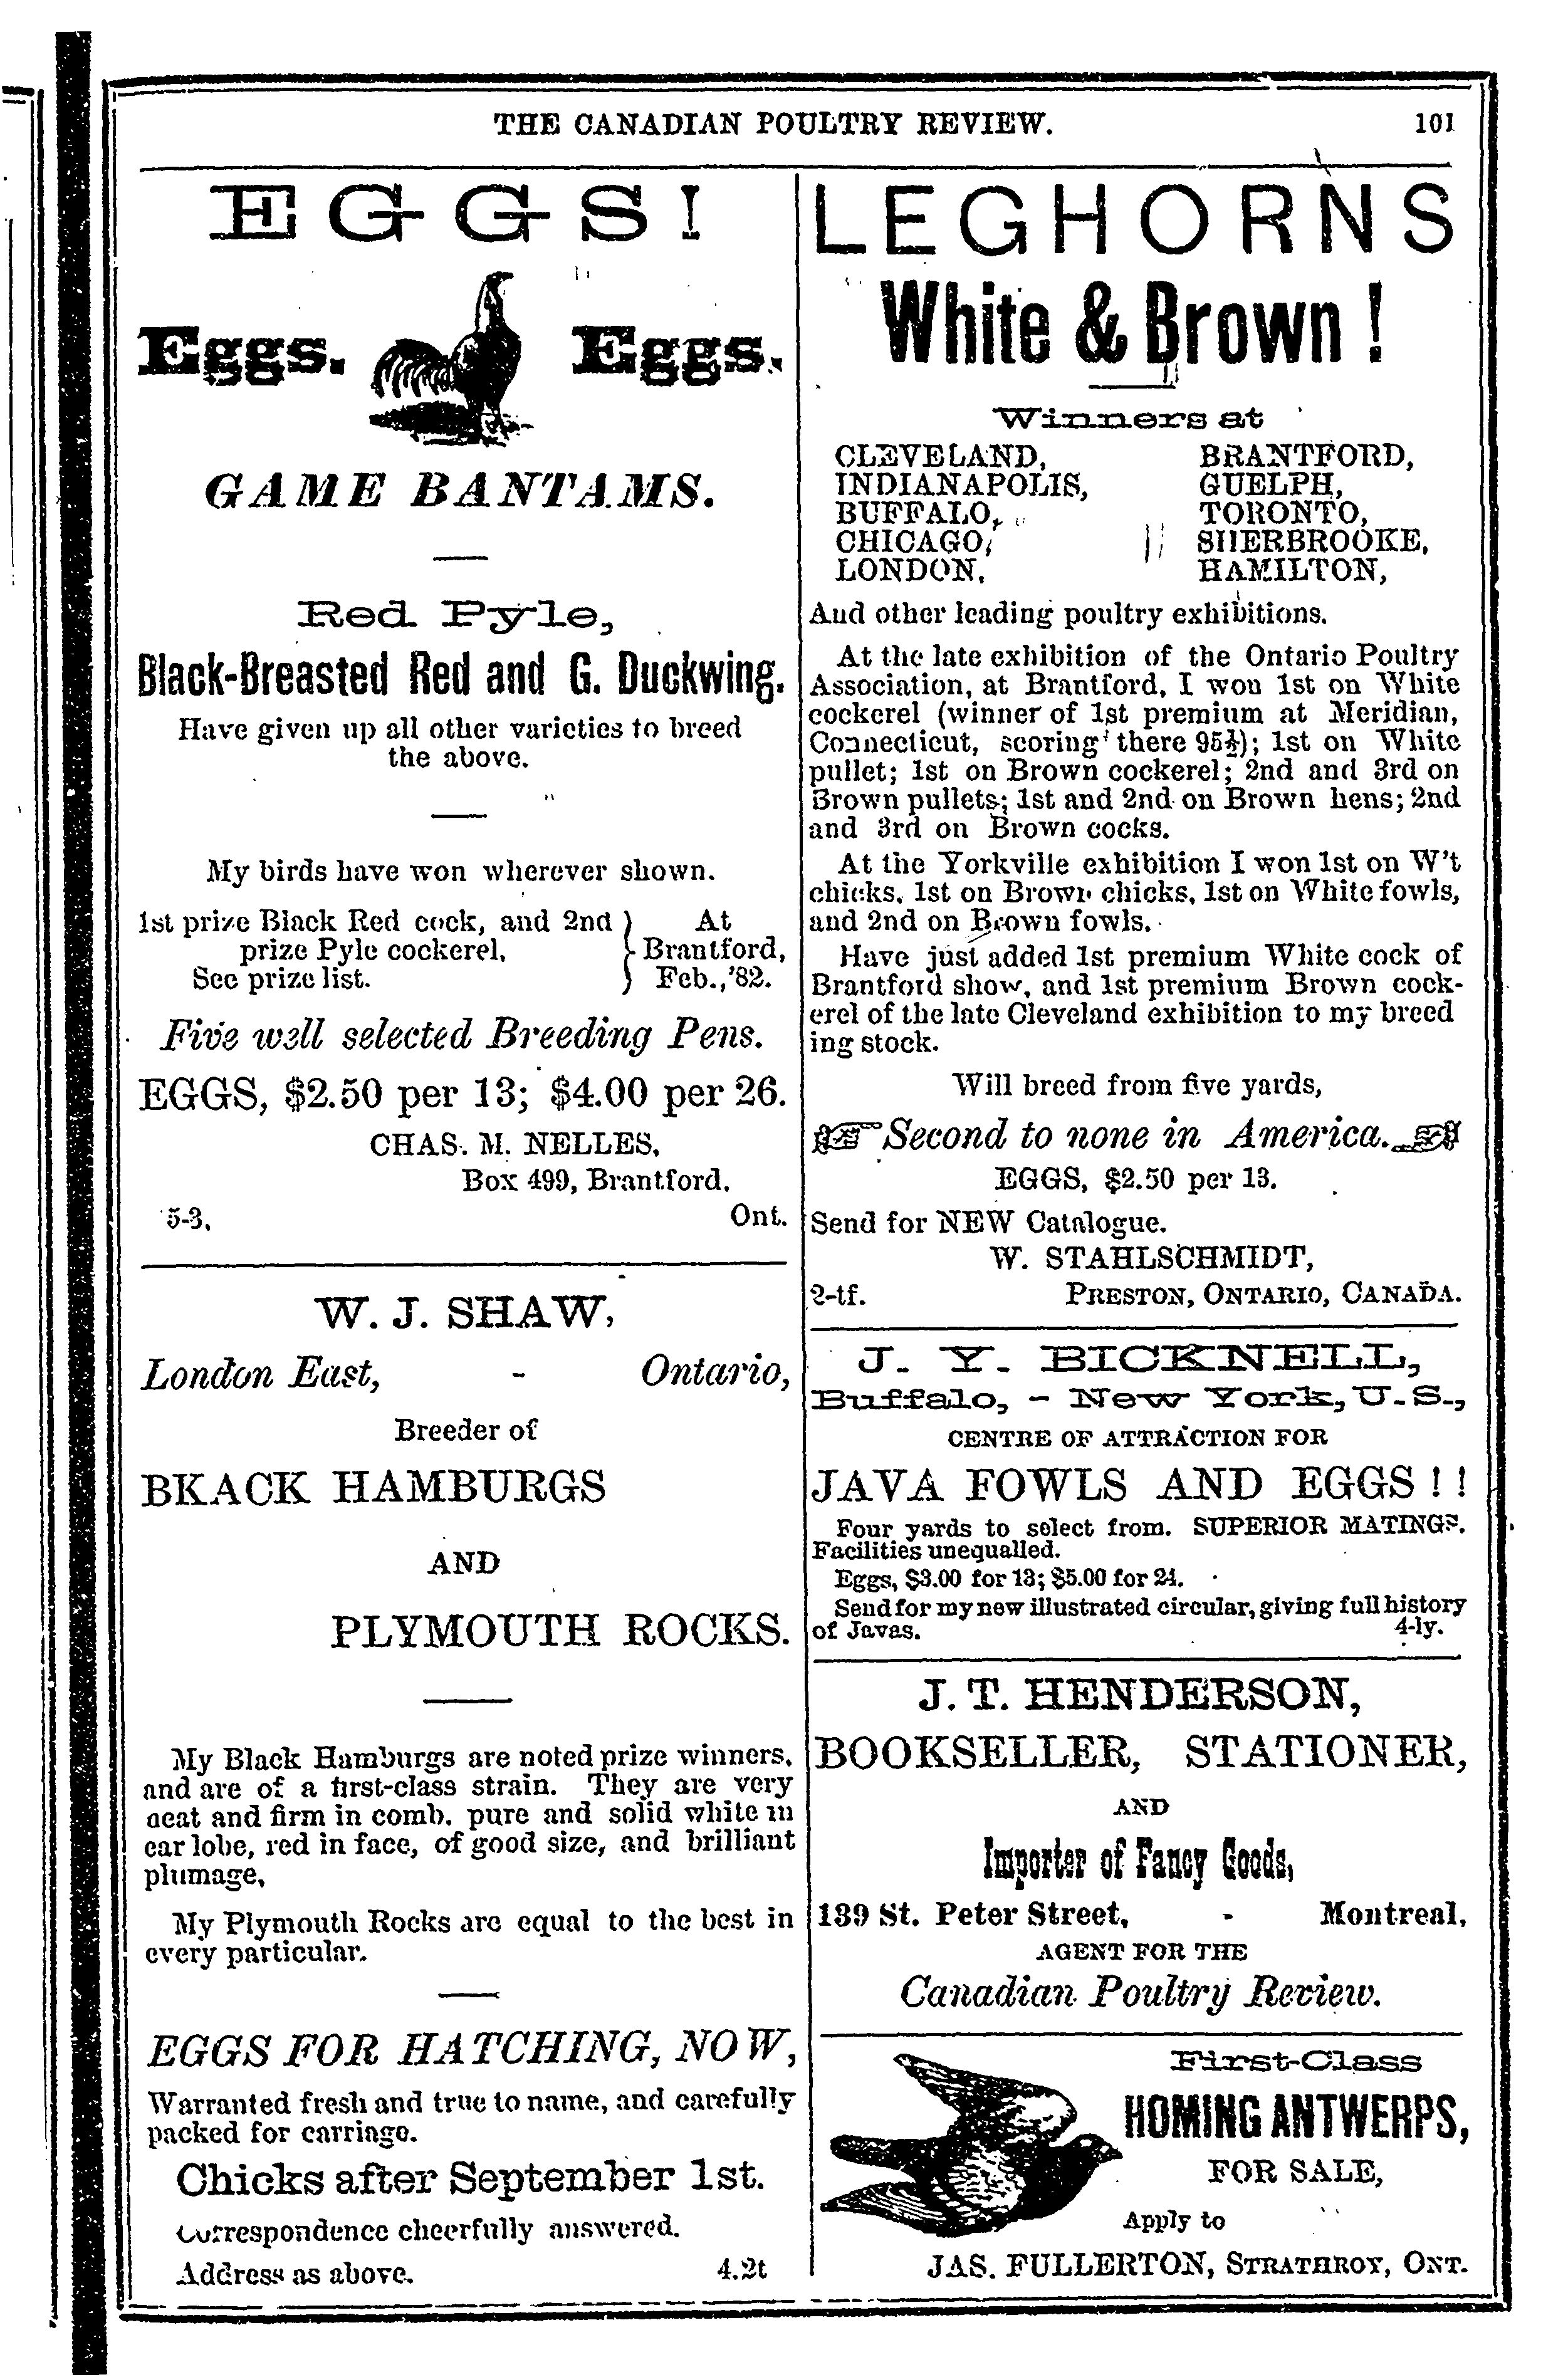 THE CANADIAN POULTRY REVIEW. 101
EGGS!
Eggs. Eggs.
GAME BANTAMS.
Red Pyle,
Black-Breasted Red and G. Duckwing.
Have given up all other varieties to breed
the above.
My birds have won wherever shown.
1st prize Black Red cock, and 2nd } At
prize Pyle cockerel, } Brantford,
See prize list. } Feb.,'82.
Five well selected Breeding Pens.
EGGS, $2.50 per 13; $4.00 per 26.
CHAS. M. NELLES,
Box 499, Brantford,
5-3. Ont.
W. J. SHAW,
London East, - Ontario,
Breeder of
BKACK HAMBURGS
AND
PLYMOUTH ROCKS.
My Black Hamburgs are noted prize winners,
and are of a first-class strain. They are very
neat and firm in comb, pure and solid white in
ear lobe, red in face, of good size, and brilliant
plumage,
My Plymouth Rocks are equal to the best in
every particular.
EGGS FOR HATCHING, NOW,
Warranted fresh and true to name, and carefully
packed for carriage.
Chicks after September 1st.
Correspondence cheerfully answered.
Address as above. 4.2t
LEGHORNS
White & Brown!
Winners at
CLEVELAND, BRANTFORD,
INDIANAPOLIS, GUELPH,
BUFFALO, TORONTO,
CHICAGO, SHERBROOKE,
LONDON, HAMILTON,
And other leading poultry exhibitions.
At the late exhibition of the Ontario Poultry
Association, at Brantford, I won 1st on White
cockerel (winner of 1st premium at Meridian,
Connecticut, scoring there 95½); 1st on White
pullet; 1st on Brown cockerel; 2nd and 3rd on
Brown pullets; 1st and 2nd on Brown hens; 2nd
and 3rd on Brown cocks.
At the Yorkville exhibition I won 1st on W't
chicks, 1st on Brown chicks, 1st on White fowls,
and 2nd on Brown fowls.
Have just added 1st premium White cock of
Brantford show, and 1st premium Brown cock-
erel of the late Cleveland exhibition to my breed
ing stock.
Will breed from five yards,
☞Second to none in America.☜
EGGS, $2.50 per 13.
Send for NEW Catalogue.
W. STAHLSCHMIDT,
2-tf. PRESTON, ONTARIO, CANADA.
J. Y. BICKNELL,
Buffalo, - New York, U.S.,
CENTRE OF ATTRACTION FOR
JAVA FOWLS AND EGGS!!
Four yards to select from. SUPERIOR MATINGS.
Facilities unequalled.
Eggs, $3.00 for 13; $5.00 for 24.
Send for my new illustrated circular, giving full history
of Javas. 4-ly.
J. T. HENDERSON,
BOOKSELLER, STATIONER,
AND
Importer of Fancy Goods,
139 St. Peter Street, - Montreal,
AGENT FOR THE
Canadian Poultry Review.
First-Class
HOMING ANTWERPS,
FOR SALE,
Apply to
JAS. FULLERTON, STRATHROY, ONT.